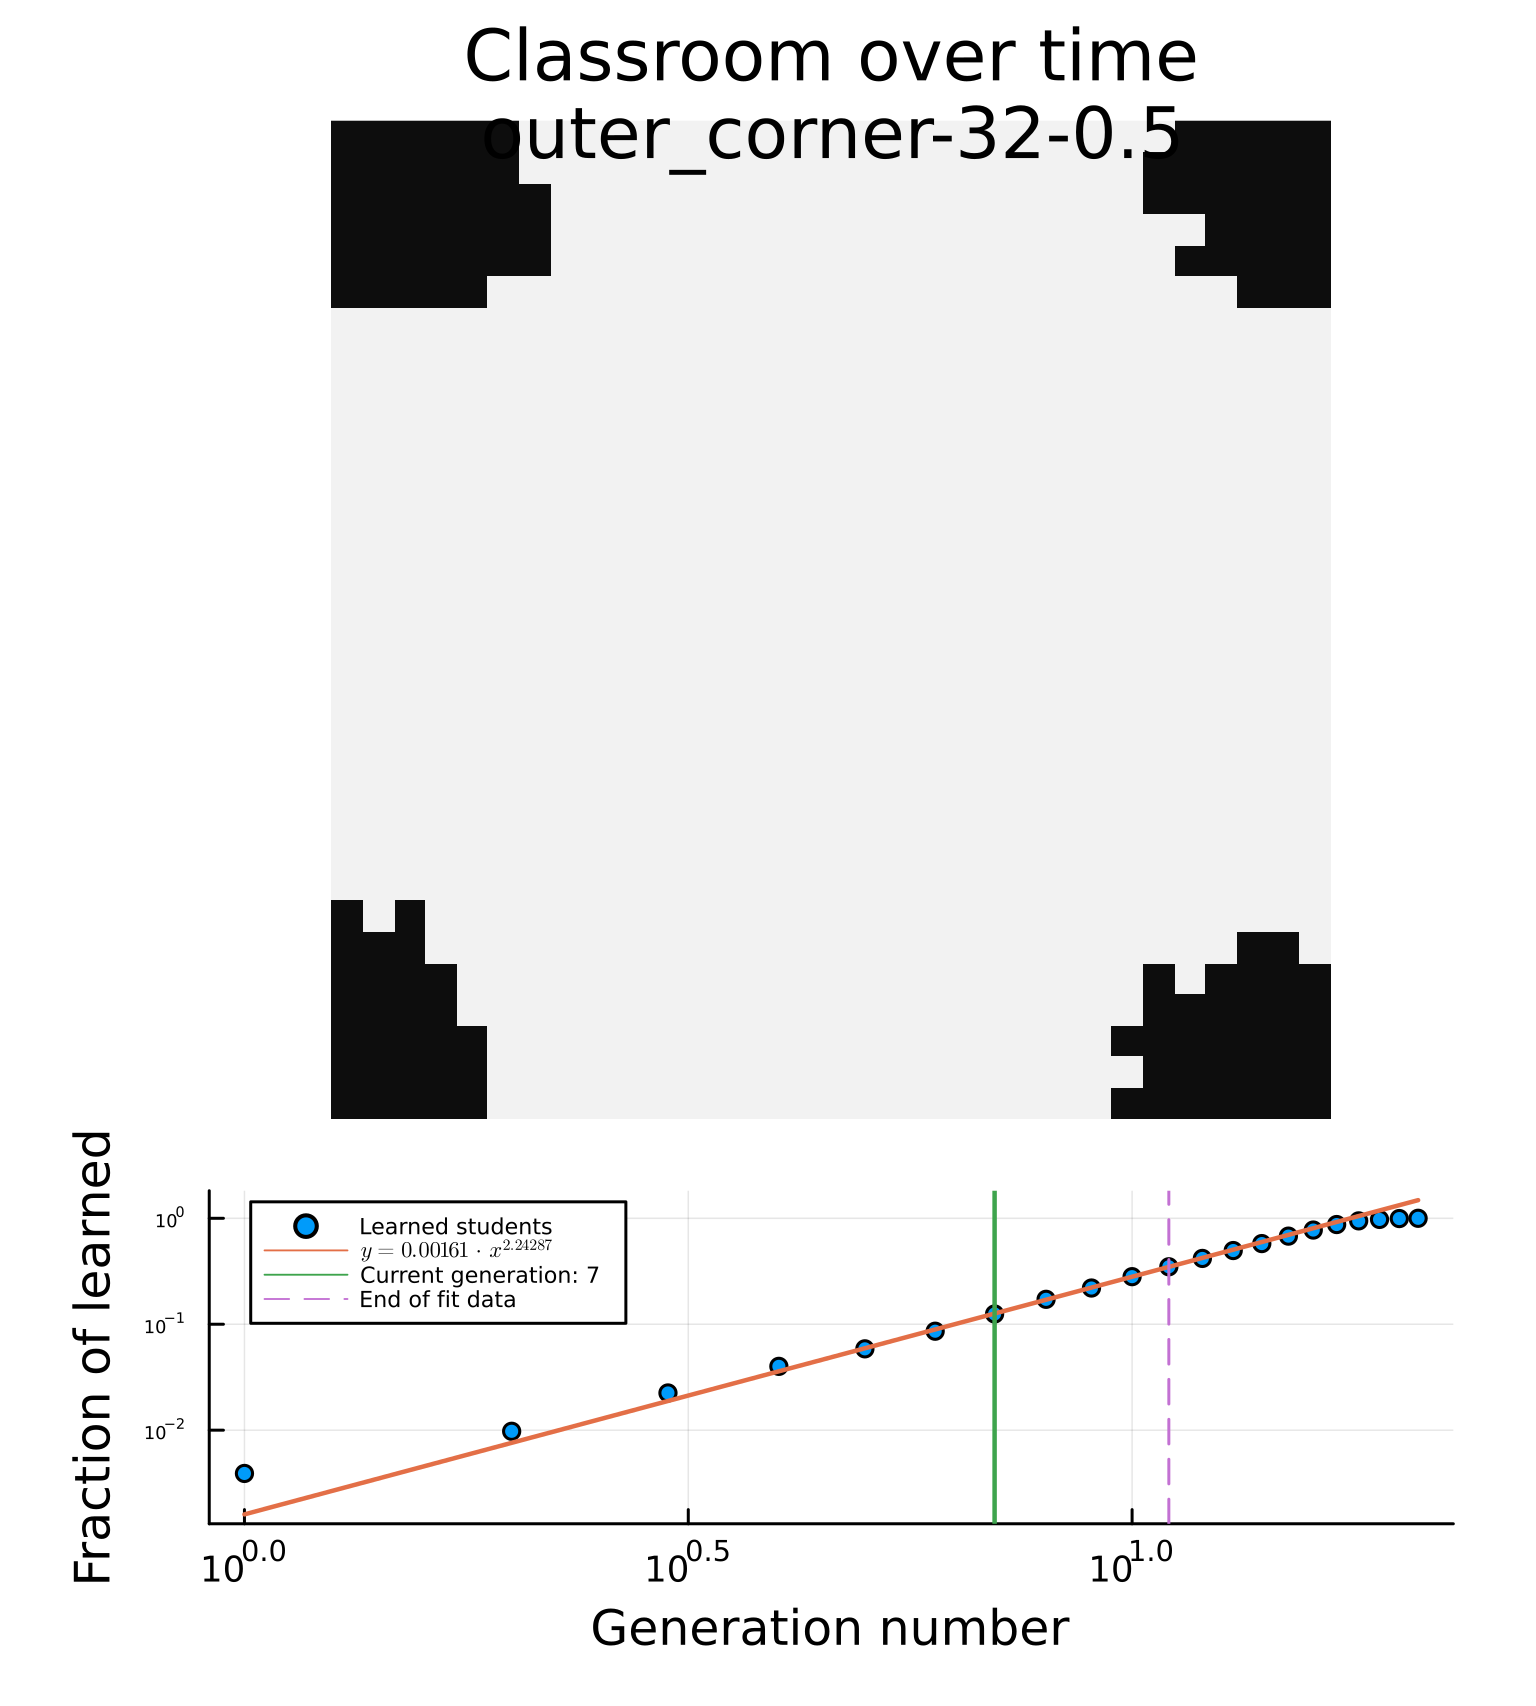 Classroom over time
outer_corner-32-0.5
Fraction of learned
10^0
10^−1
10^−2
Learned students
y = 0.00161 · x^2.24287
Current generation: 7
End of fit data
10^0.0
10^0.5
10^1.0
Generation number